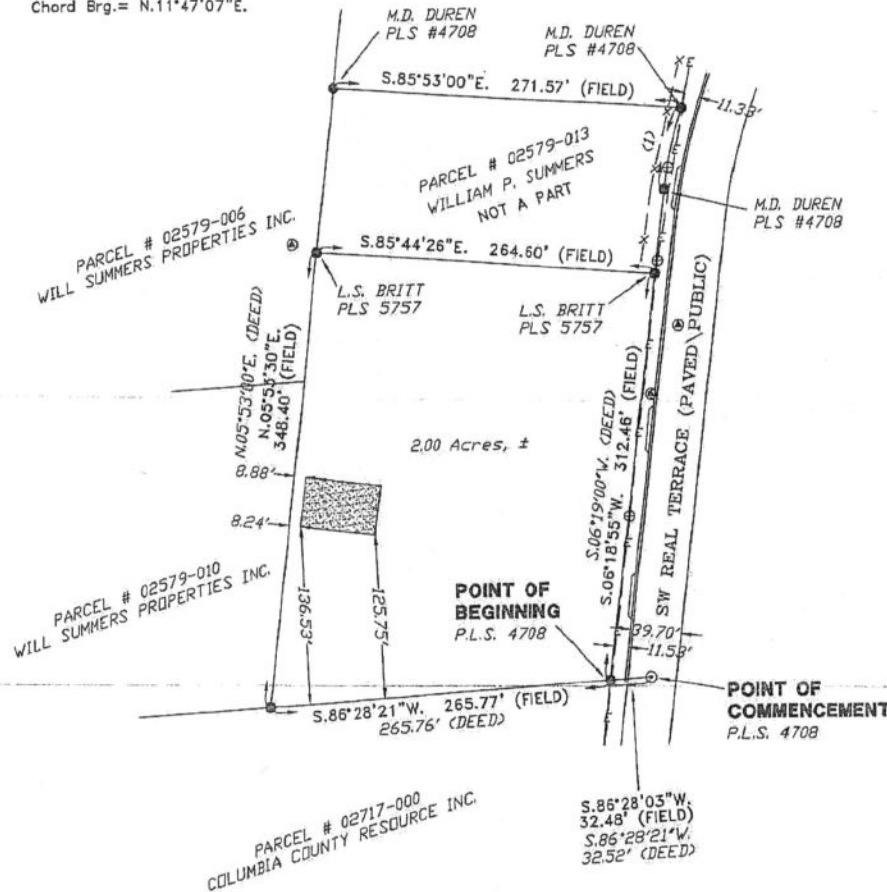 Chord Brg.= N.11°47'07"E.
M.D. DUREN
PLS #4708
M.D. DUREN
PLS #4708
S.85°53'00"E. 271.57' (FIELD)
11.33'
(1)
PARCEL # 02579-013
WILLIAM P. SUMMERS
NOT A PART
M.D. DUREN
PLS #4708
PARCEL # 02579-006
WILL SUMMERS PROPERTIES INC.
S.85°44'26"E. 264.60' (FIELD)
L.S. BRITT
PLS 5757
L.S. BRITT
PLS 5757
N.05°53'00"E. (DEED)
N.05°53'30"E.
348.40' (FIELD)
2.00 Acres, ±
S.06°19'00"W. (DEED)
S.06°18'55"W. 312.46' (FIELD)
SW REAL TERRACE (PAVED PUBLIC)
8.88'
8.24'
136.53'
125.75'
PARCEL # 02579-010
WILL SUMMERS PROPERTIES INC.
POINT OF
BEGINNING
P.L.S. 4708
39.70'
11.53'
S.86°28'21"W. 265.77' (FIELD)
265.76' (DEED)
POINT OF
COMMENCEMENT
P.L.S. 4708
S.86°28'03"W.
32.48' (FIELD)
S.86°28'21"W.
32.52' (DEED)
PARCEL # 02717-000
COLUMBIA COUNTY RESOURCE INC.